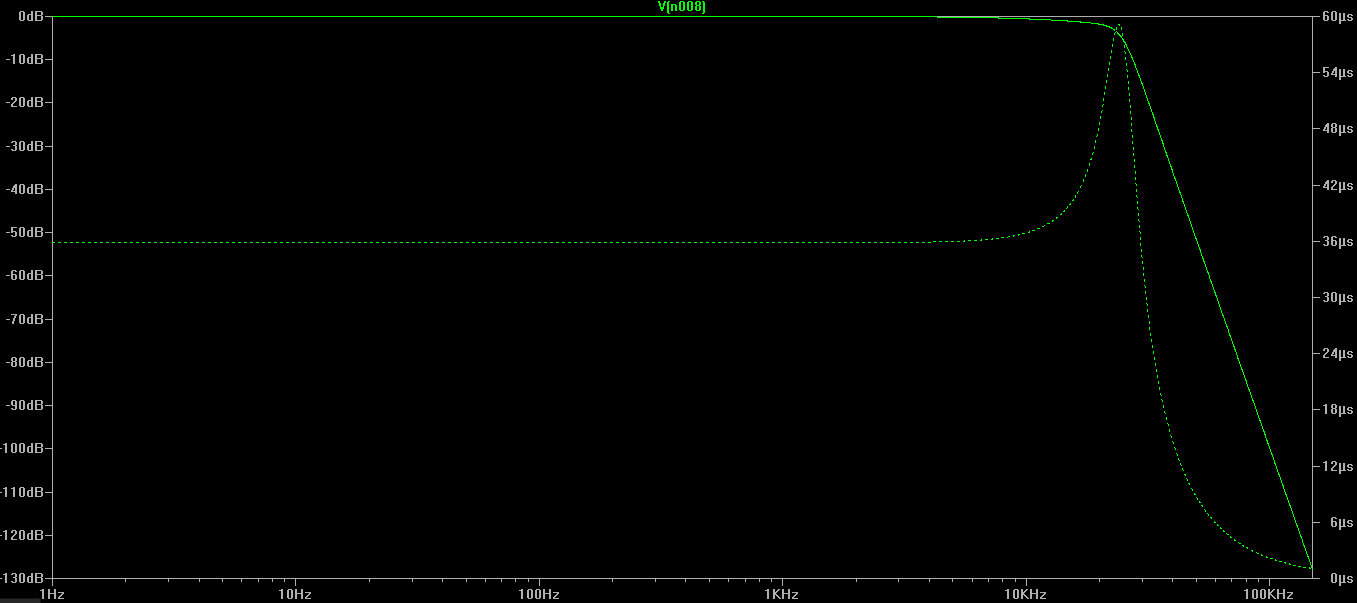 V(n008)
0dB
-10dB
-20dB
-30dB
-40dB
-50dB
-60dB
-70dB
-80dB
-90dB
-100dB
-110dB
-120dB
-130dB
60µs
54µs
48µs
42µs
36µs
30µs
24µs
18µs
12µs
6µs
0µs
1Hz 10Hz 100Hz 1KHz 10KHz 100KHz